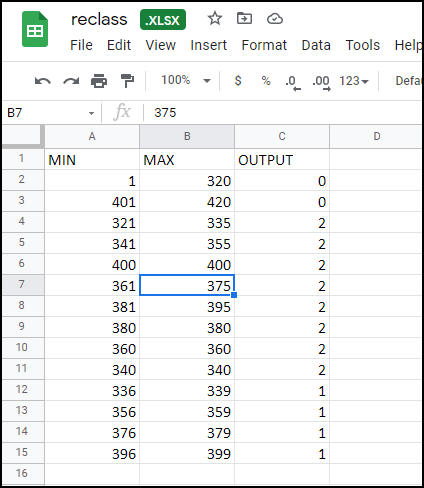 reclass .XLSX
File Edit View Insert Format Data Tools Help
100% $ % .0 .00 123 Defau
B7 fx 375
A B C D
1 MIN MAX OUTPUT
2 1 320 0
3 401 420 0
4 321 335 2
5 341 355 2
6 400 400 2
7 361 375 2
8 381 395 2
9 380 380 2
10 360 360 2
11 340 340 2
12 336 339 1
13 356 359 1
14 376 379 1
15 396 399 1
16